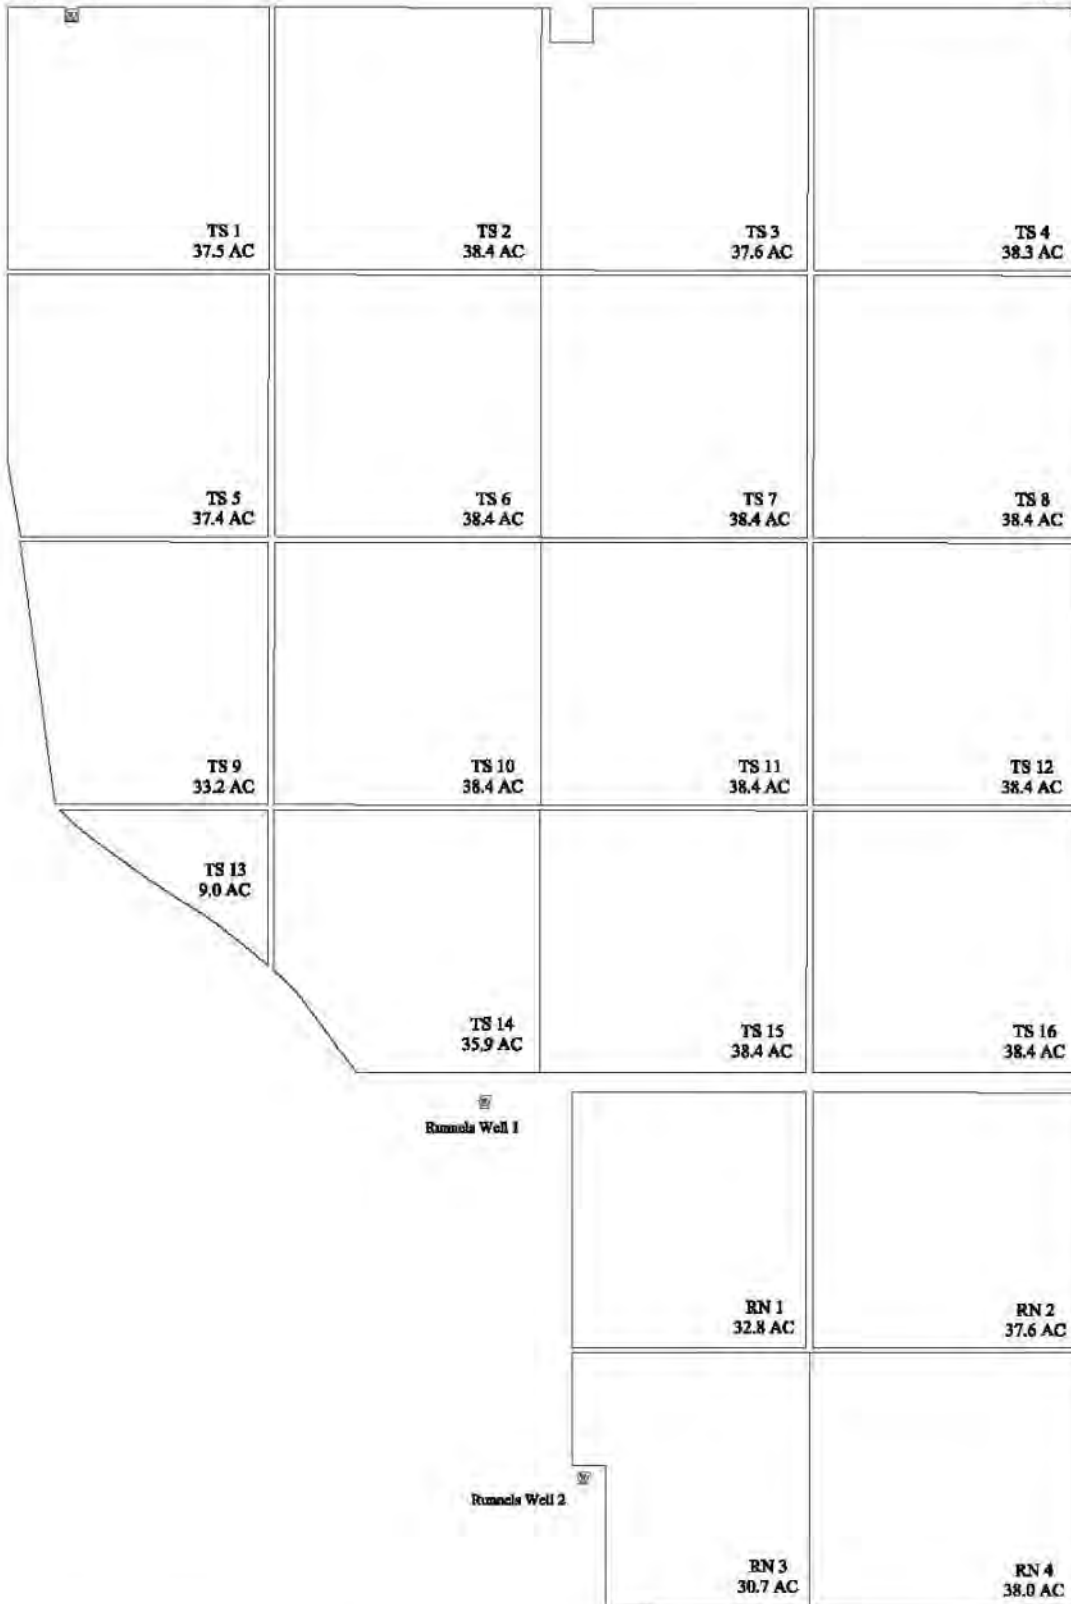 TS 1
37.5 AC
TS 2
38.4 AC
TS 3
37.6 AC
TS 4
38.3 AC
TS 5
37.4 AC
TS 6
38.4 AC
TS 7
38.4 AC
TS 8
38.4 AC
TS 9
33.2 AC
TS 10
38.4 AC
TS 11
38.4 AC
TS 12
38.4 AC
TS 13
9.0 AC
TS 14
35.9 AC
TS 15
38.4 AC
TS 16
38.4 AC
Runnels Well 1
RN 1
32.8 AC
RN 2
37.6 AC
Runnels Well 2
RN 3
30.7 AC
RN 4
38.0 AC